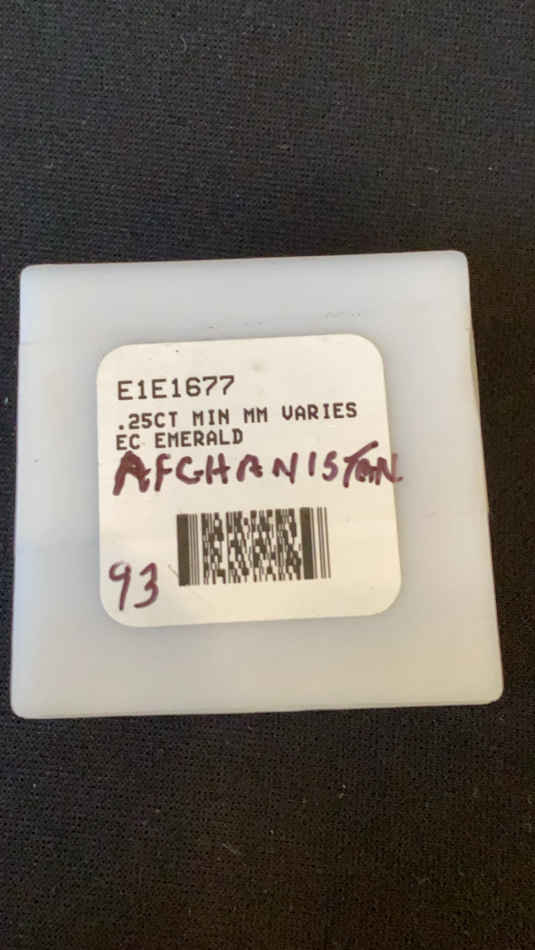 E1E1677
.25CT MIN MM VARIES
EC EMERALD
AFGHANISTAN.
93